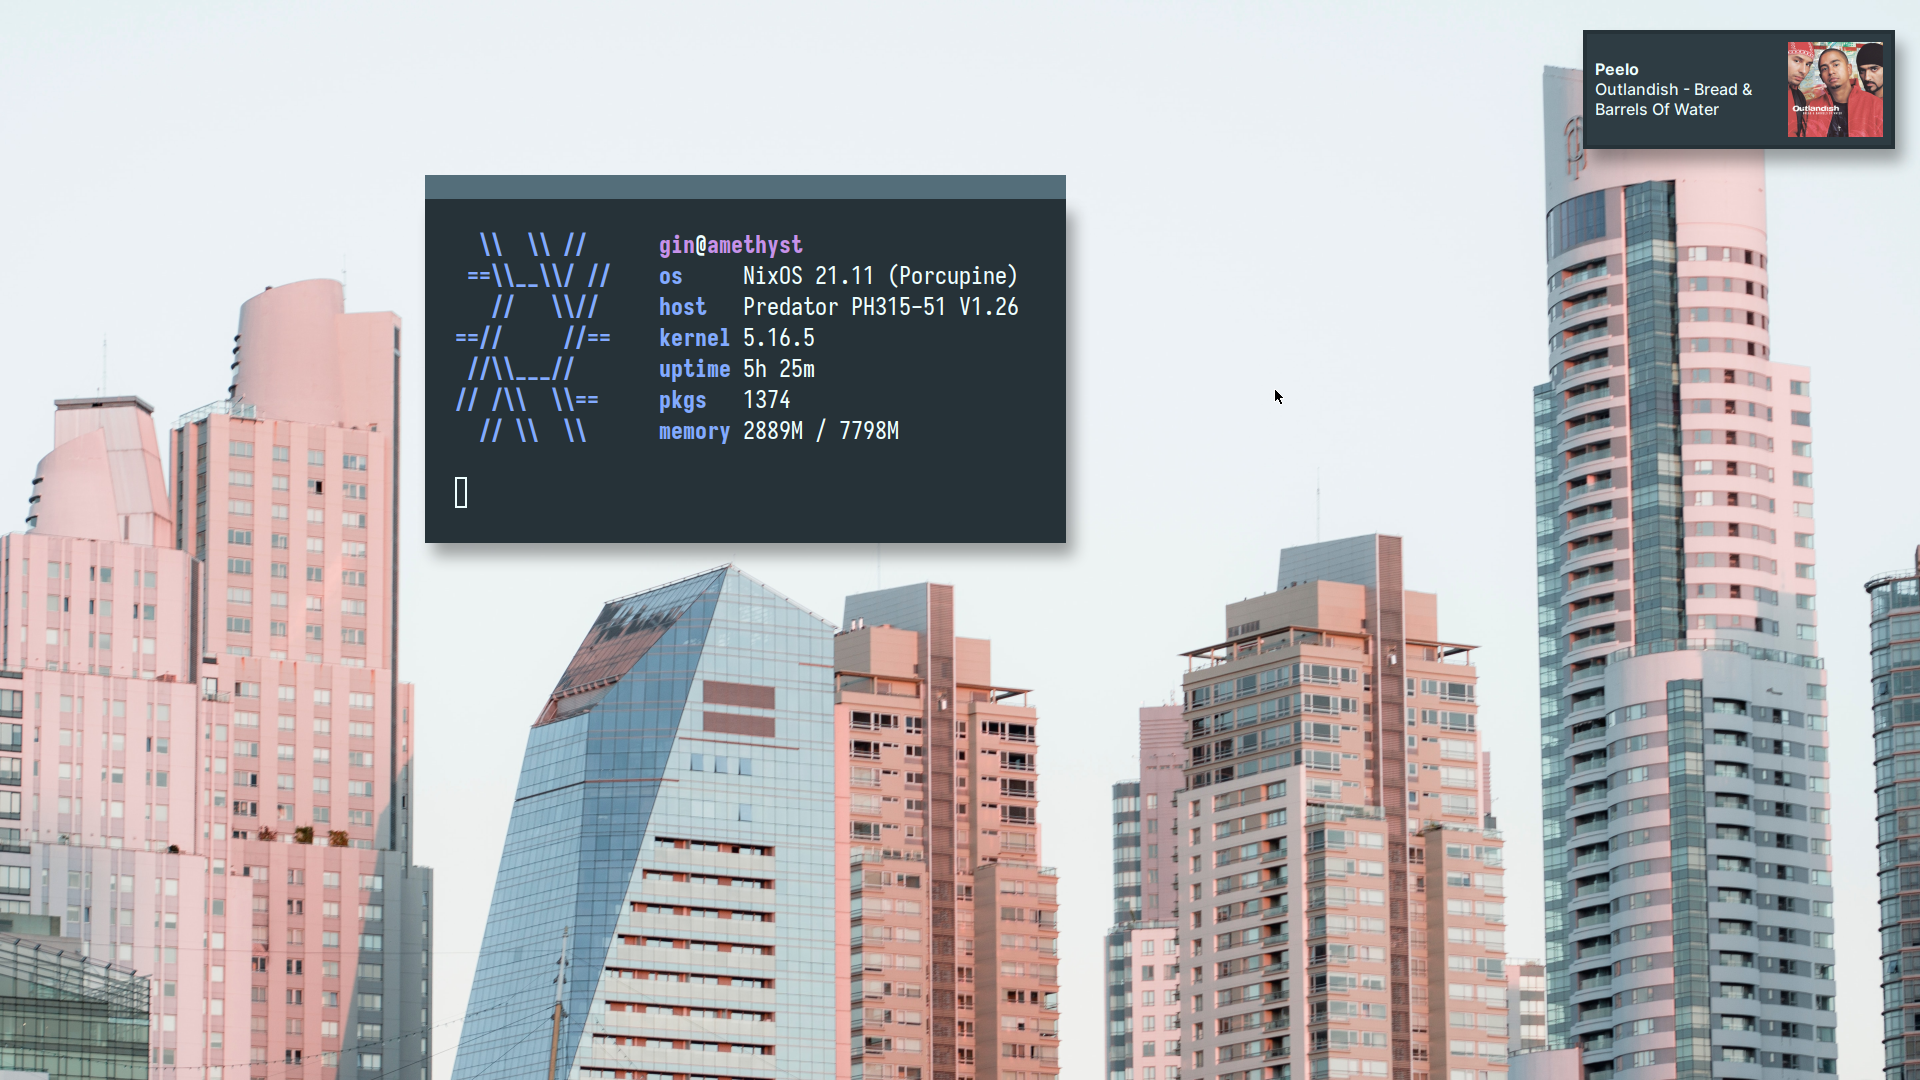 \\  \\ //     gin@amethyst
==\\__\\/ //    os     NixOS 21.11 (Porcupine)
//   \\//     host   Predator PH315-51 V1.26
==//     //==    kernel 5.16.5
//\\___//       uptime 5h 25m
// /\\  \\==     pkgs   1374
// \\  \\      memory 2889M / 7798M
Peelo
Outlandish - Bread &
Barrels Of Water
Outlandish